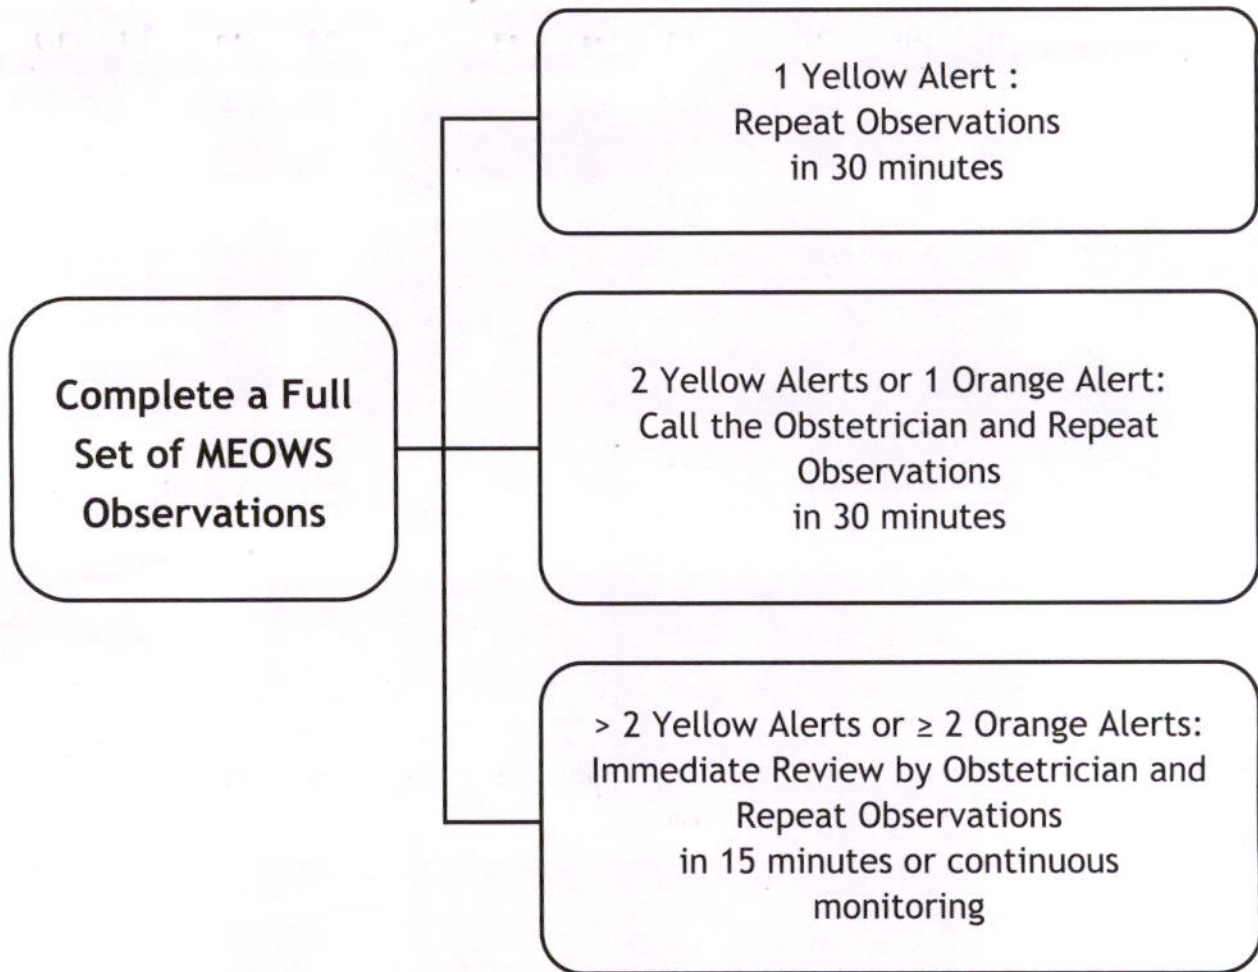 1 Yellow Alert :
Repeat Observations
in 30 minutes
Complete a Full
Set of MEOWS
Observations
2 Yellow Alerts or 1 Orange Alert:
Call the Obstetrician and Repeat
Observations
in 30 minutes
> 2 Yellow Alerts or ≥ 2 Orange Alerts:
Immediate Review by Obstetrician and
Repeat Observations
in 15 minutes or continuous
monitoring